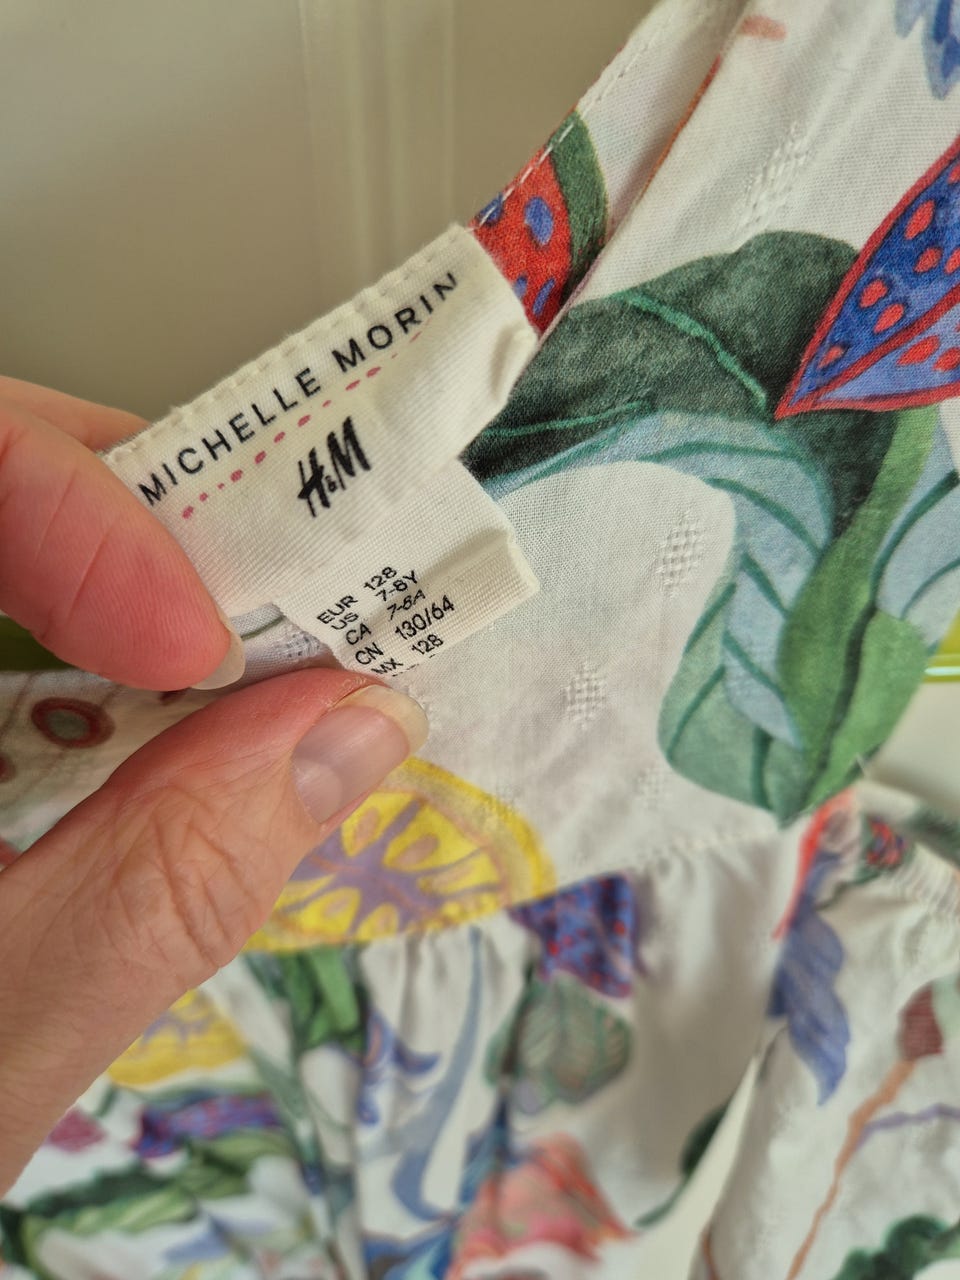 MICHELLE MORIN
H&M
EUR 128
US 7-8Y
CA 7-8A
CN 130/64
MX 128